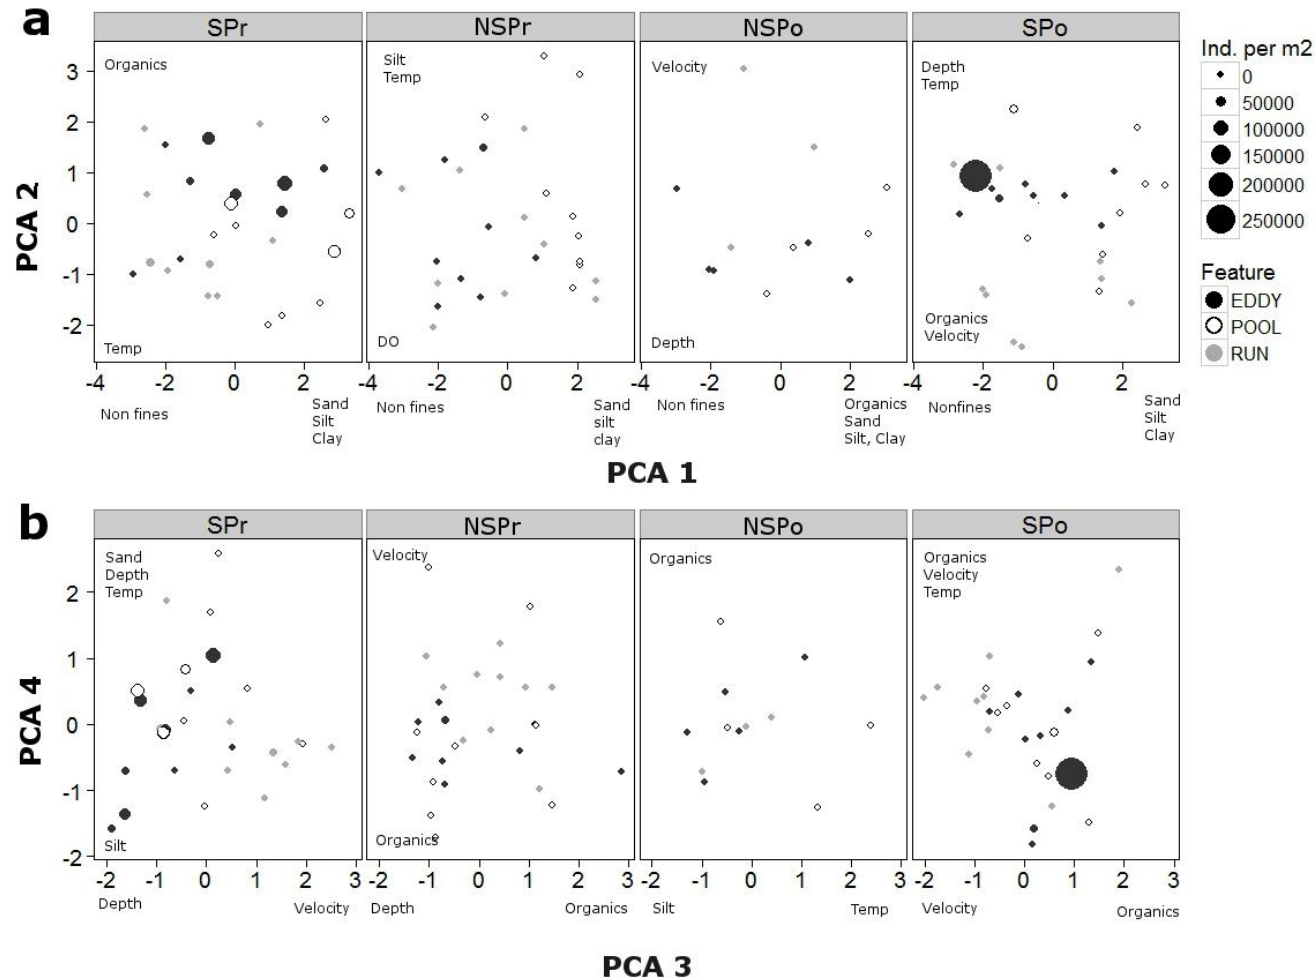 a
SPr
NSPr
NSPo
SPo
Organics
Silt
Temp
Velocity
Depth
Temp
Temp
DO
Depth
Organics
Velocity
3
2
1
0
-1
-2
PCA 2
-4
-2
0
2
-4
-2
0
2
-4
-2
0
2
-4
-2
0
2
Non fines
Sand
Silt
Clay
Non fines
Sand
silt
clay
Non fines
Organics
Sand
Silt, Clay
Nonfines
Sand
Silt
Clay
PCA 1
Ind. per m2
0
50000
100000
150000
200000
250000
Feature
EDDY
POOL
RUN
b
SPr
NSPr
NSPo
SPo
Sand
Depth
Temp
Velocity
Organics
Organics
Velocity
Temp
Silt
Organics
2
1
0
-1
-2
PCA 4
-2
-1
0
1
2
3
-2
-1
0
1
2
3
-2
-1
0
1
2
3
-2
-1
0
1
2
3
Depth
Velocity
Depth
Organics
Silt
Temp
Velocity
Organics
PCA 3